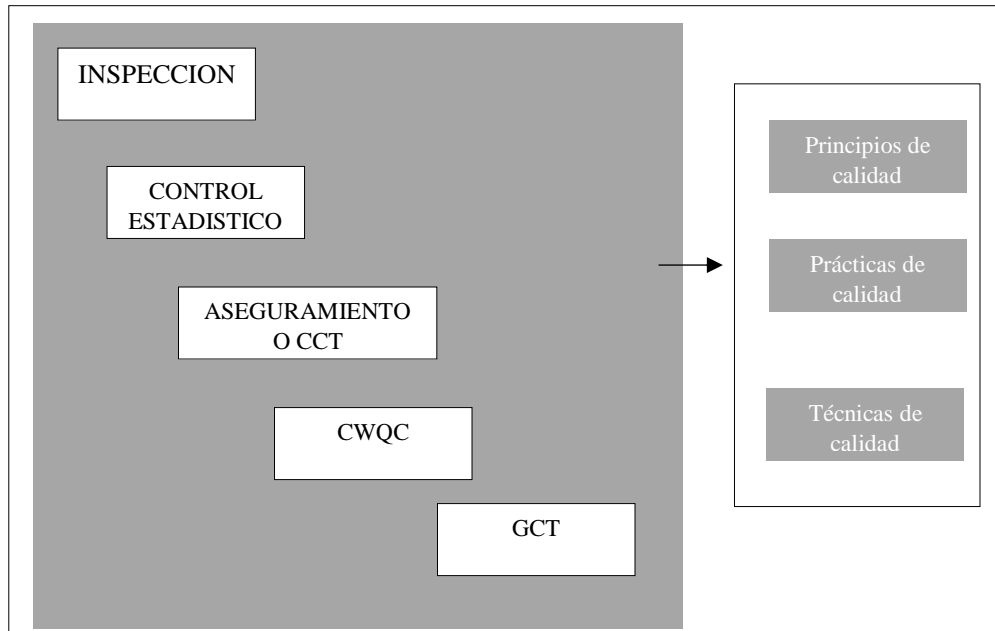 INSPECCION
CONTROL
ESTADISTICO
ASEGURAMIENTO
O CCT
CWQC
GCT
Principios de
calidad
Prácticas de
calidad
Técnicas de
calidad